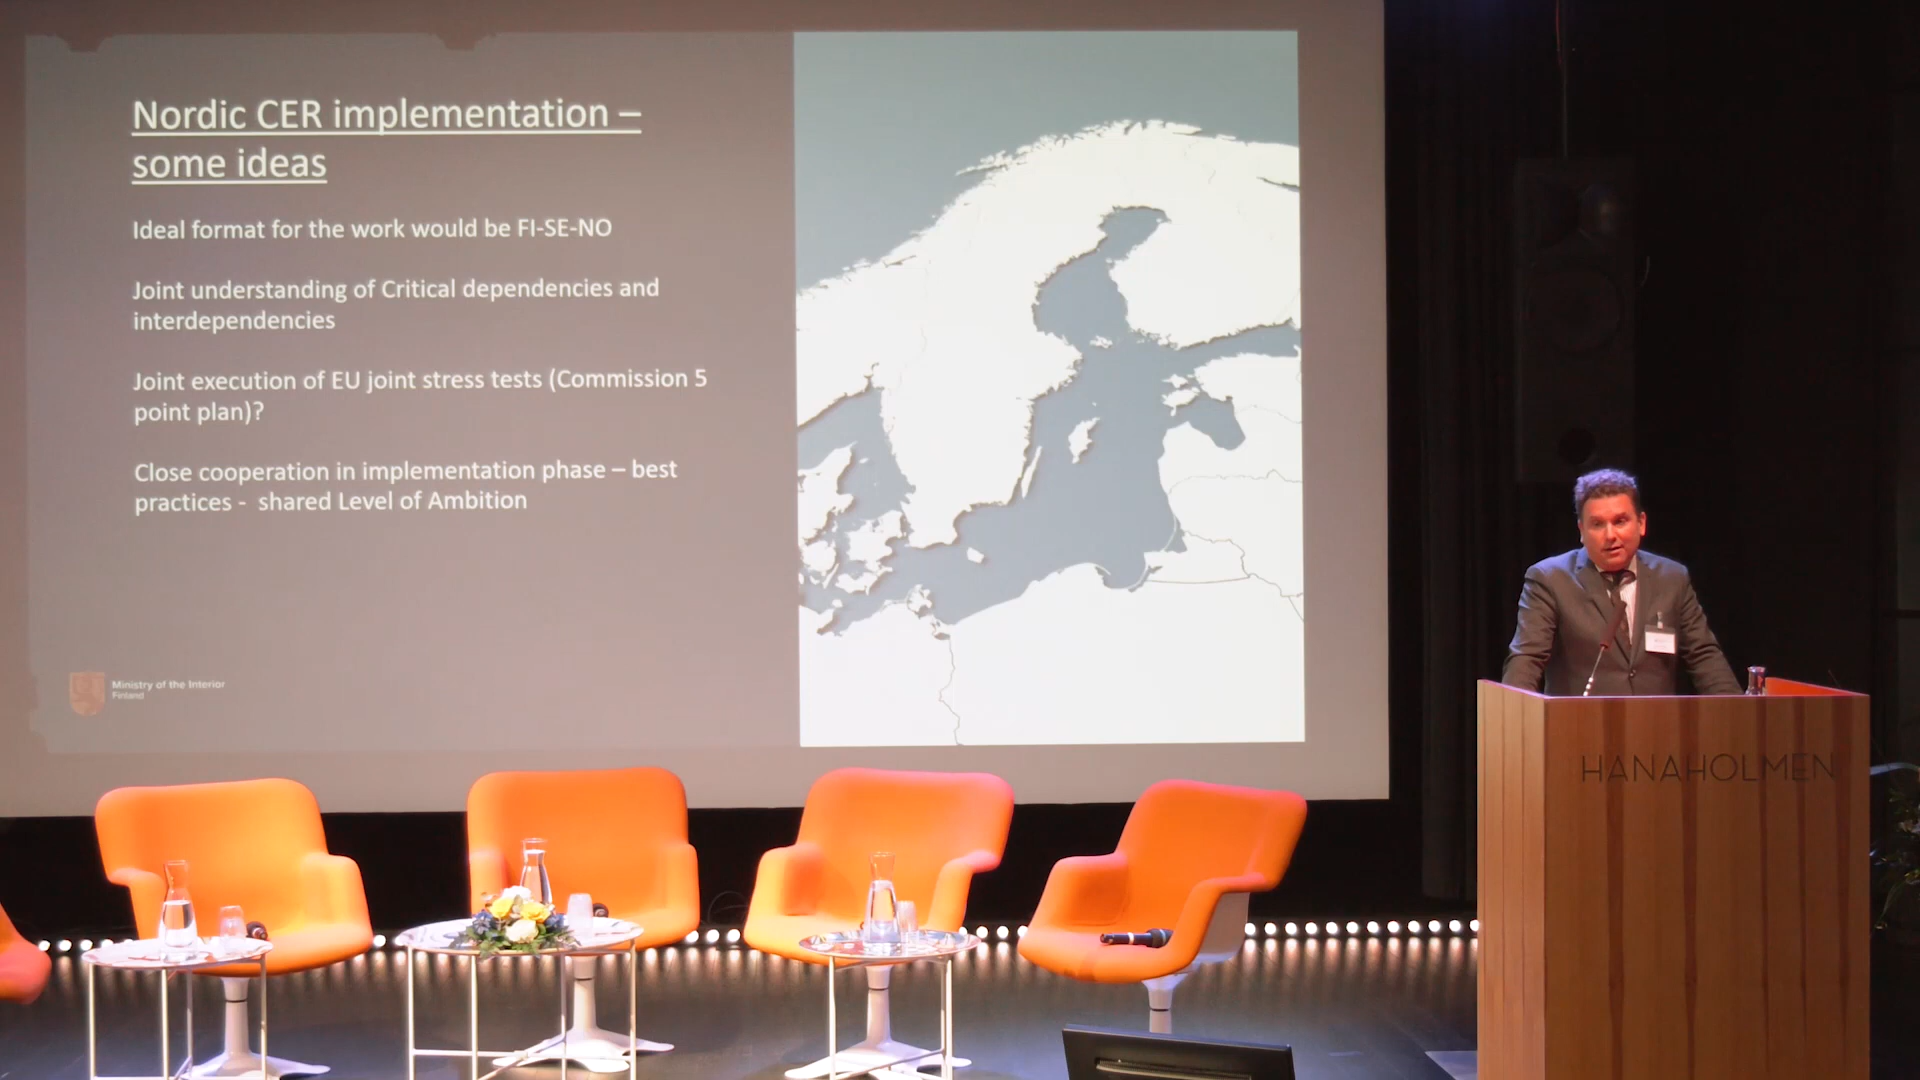 Nordic CER implementation –
some ideas
Ideal format for the work would be FI-SE-NO
Joint understanding of Critical dependencies and
interdependencies
Joint execution of EU joint stress tests (Commission 5
point plan)?
Close cooperation in implementation phase – best
practices -  shared Level of Ambition
Ministry of the Interior
Finland
HANAHOLMEN